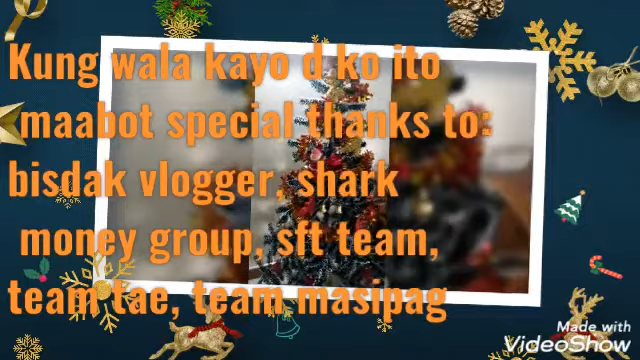 Kung wala kayo d ko ito
maabot special thanks to:
bisdak vlogger, shark
money group, sft team,
team tae, team masipag
Made with
VideoShow